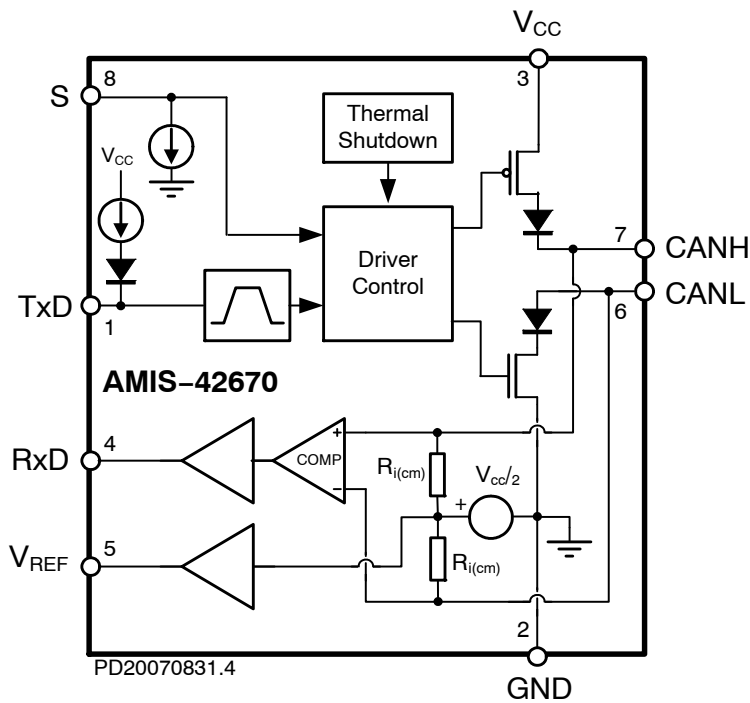 V_CC
3
8
S
Thermal
Shutdown
V_CC
Driver
Control
7
CANH
6
CANL
TxD
1
AMIS−42670
4
RxD
+
COMP
−
R_i(cm)
V_cc/2
+
5
V_REF
R_i(cm)
2
PD20070831.4
GND